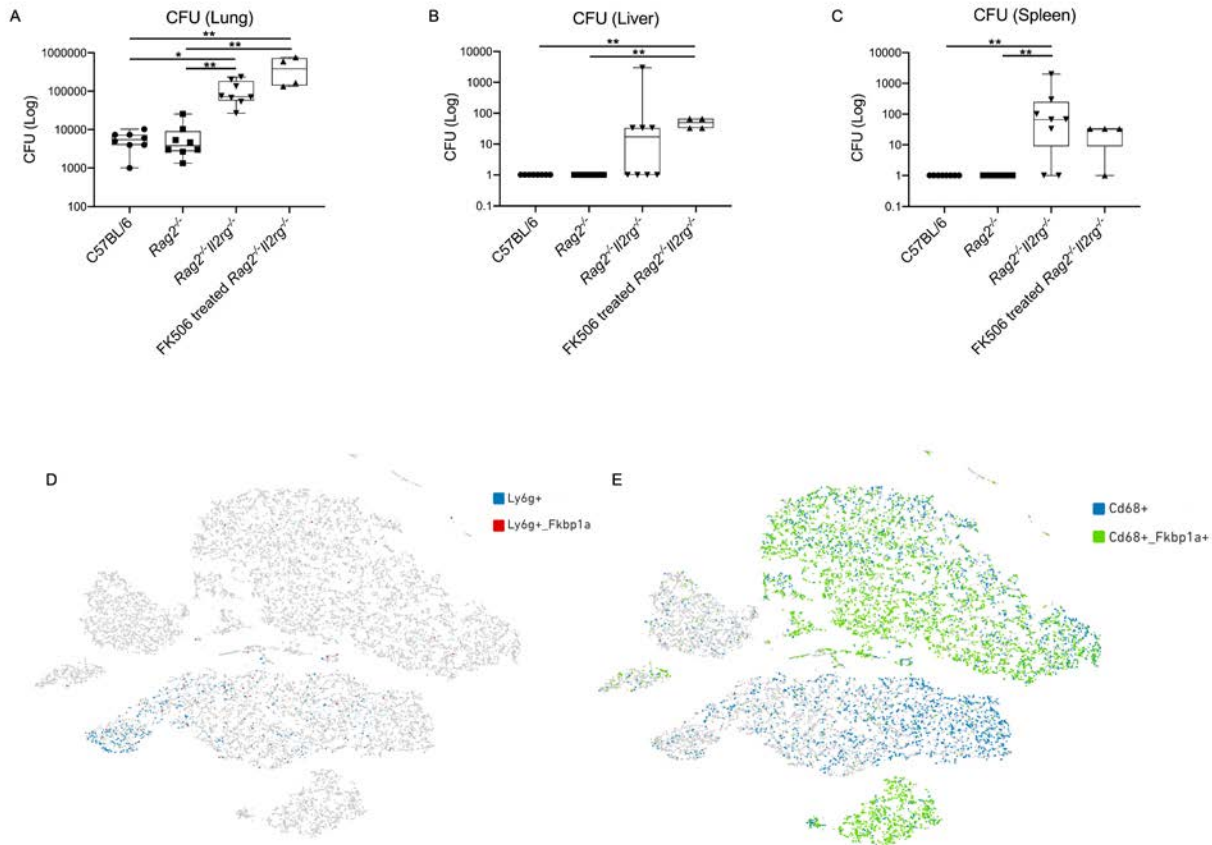 A
CFU (Lung)
**
*
**
**
CFU (Log)
1000000
100000
10000
1000
100
C57BL/6
Rag2-/-
Rag2-/-Il2rg-/-
FK506 treated Rag2-/-Il2rg-/-
B
CFU (Liver)
**
**
CFU (Log)
10000
1000
100
10
1
0.1
C57BL/6
Rag2-/-
Rag2-/-Il2rg-/-
FK506 treated Rag2-/-Il2rg-/-
C
CFU (Spleen)
**
**
CFU (Log)
10000
1000
100
10
1
0.1
C57BL/6
Rag2-/-
Rag2-/-Il2rg-/-
FK506 treated Rag2-/-Il2rg-/-
D
Ly6g+
Ly6g+_Fkbp1a
E
Cd68+
Cd68+_Fkbp1a+